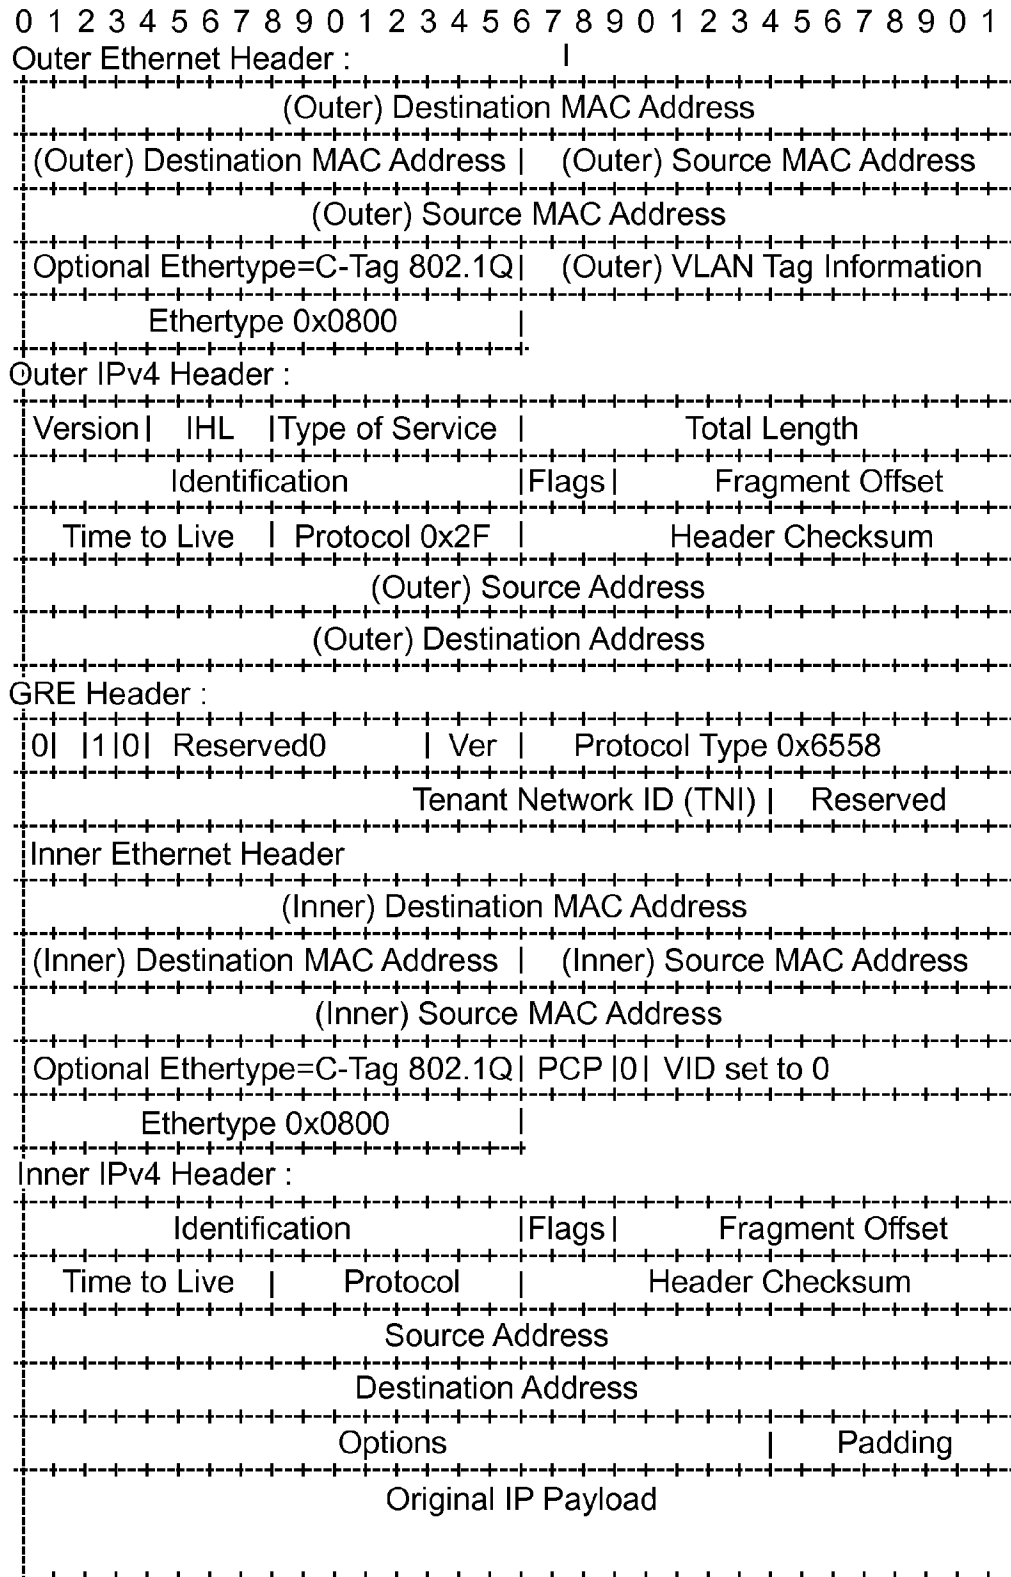 0 1 2 3 4 5 6 7 8 9 0 1 2 3 4 5 6 7 8 9 0 1 2 3 4 5 6 7 8 9 0 1
Outer Ethernet Header : |
(Outer) Destination MAC Address
(Outer) Destination MAC Address | (Outer) Source MAC Address
(Outer) Source MAC Address
Optional Ethertype=C-Tag 802.1Q| (Outer) VLAN Tag Information
Ethertype 0x0800 |
Outer IPv4 Header :
Version| IHL |Type of Service | Total Length
Identification |Flags| Fragment Offset
Time to Live | Protocol 0x2F | Header Checksum
(Outer) Source Address
(Outer) Destination Address
GRE Header :
|0| |1|0| Reserved0 | Ver | Protocol Type 0x6558
Tenant Network ID (TNI) | Reserved
Inner Ethernet Header
(Inner) Destination MAC Address
(Inner) Destination MAC Address | (Inner) Source MAC Address
(Inner) Source MAC Address
Optional Ethertype=C-Tag 802.1Q| PCP |0| VID set to 0
Ethertype 0x0800 |
Inner IPv4 Header :
Identification |Flags| Fragment Offset
Time to Live | Protocol | Header Checksum
Source Address
Destination Address
Options | Padding
Original IP Payload